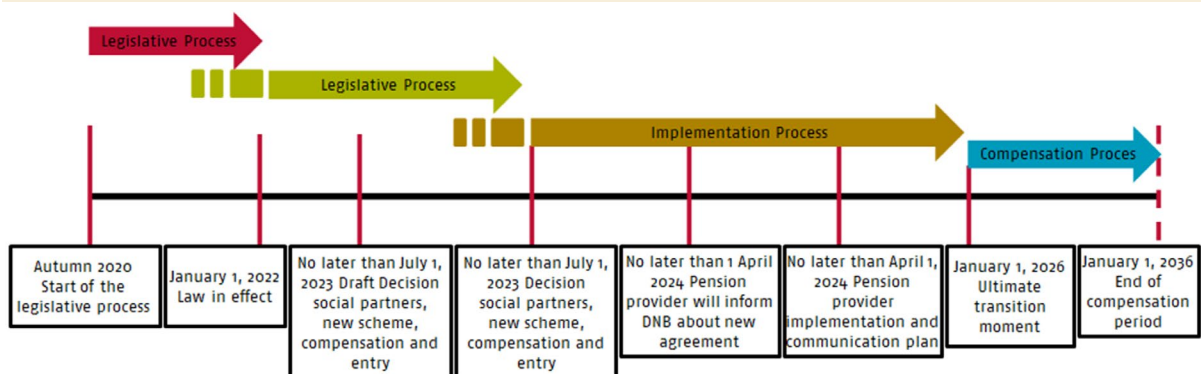 Legislative Process
Legislative Process
Implementation Process
Compensation Proces
Autumn 2020
Start of the
legislative process
January 1, 2022
Law in effect
No later than July 1,
2023 Draft Decision
social partners,
new scheme,
compensation and
entry
No later than July 1,
2023 Decision
social partners,
new scheme,
compensation and
entry
No later than 1 April
2024 Pension
provider will inform
DNB about new
agreement
No later than April 1,
2024 Pension
provider
implementation and
communication plan
January 1, 2026
Ultimate
transition
moment
January 1, 2036
End of
compensation
period